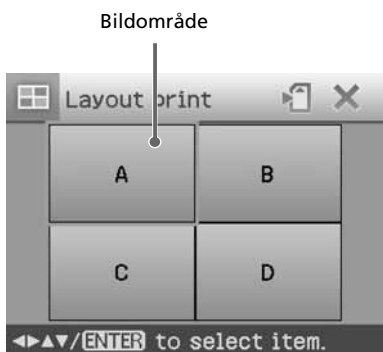 Bildområde
Layout print
A B
C D
◄►▲▼/ENTER to select item.